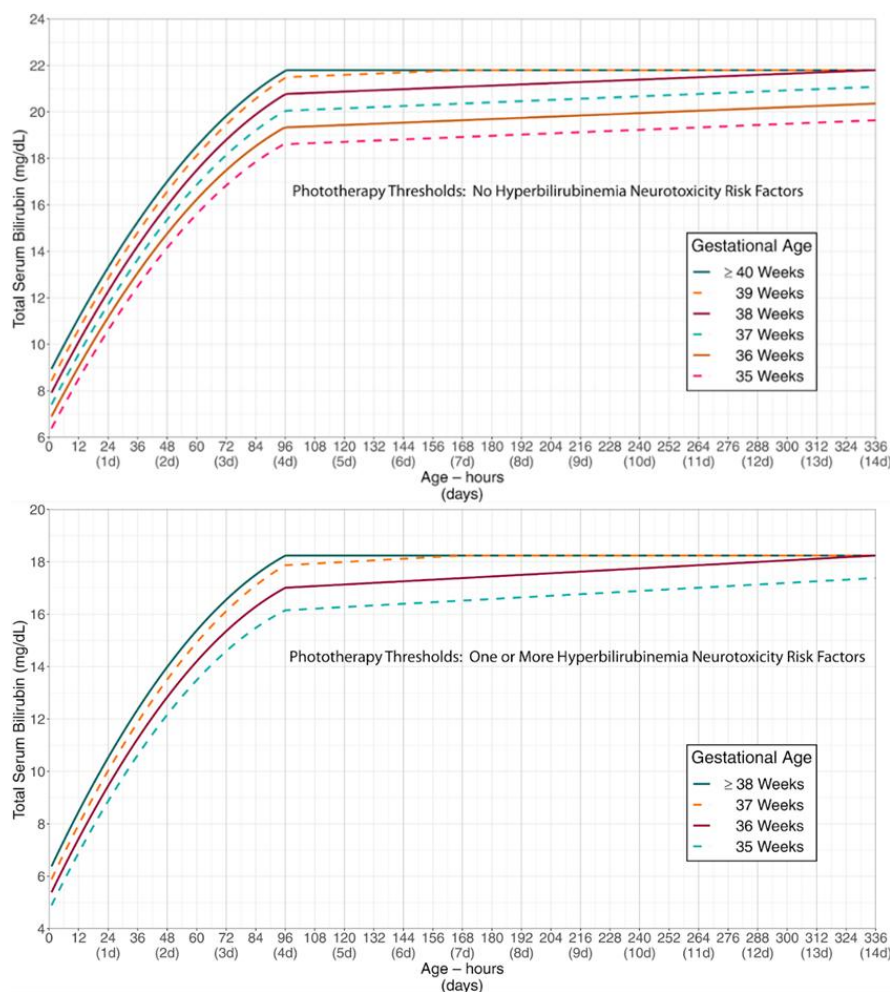 24
22
20
18
16
14
12
10
8
6
Total Serum Bilirubin (mg/dL)
Phototherapy Thresholds: No Hyperbilirubinemia Neurotoxicity Risk Factors
Gestational Age
≥ 40 Weeks
39 Weeks
38 Weeks
37 Weeks
36 Weeks
35 Weeks
0 12 24 36 48 60 72 84 96 108 120 132 144 156 168 180 192 204 216 228 240 252 264 276 288 300 312 324 336
(1d) (2d) (3d) (4d) (5d) (6d) (7d) (8d) (9d) (10d) (11d) (12d) (13d) (14d)
Age – hours
(days)
20
18
16
14
12
10
8
6
4
Total Serum Bilirubin (mg/dL)
Phototherapy Thresholds: One or More Hyperbilirubinemia Neurotoxicity Risk Factors
Gestational Age
≥ 38 Weeks
37 Weeks
36 Weeks
35 Weeks
0 12 24 36 48 60 72 84 96 108 120 132 144 156 168 180 192 204 216 228 240 252 264 276 288 300 312 324 336
(1d) (2d) (3d) (4d) (5d) (6d) (7d) (8d) (9d) (10d) (11d) (12d) (13d) (14d)
Age – hours
(days)